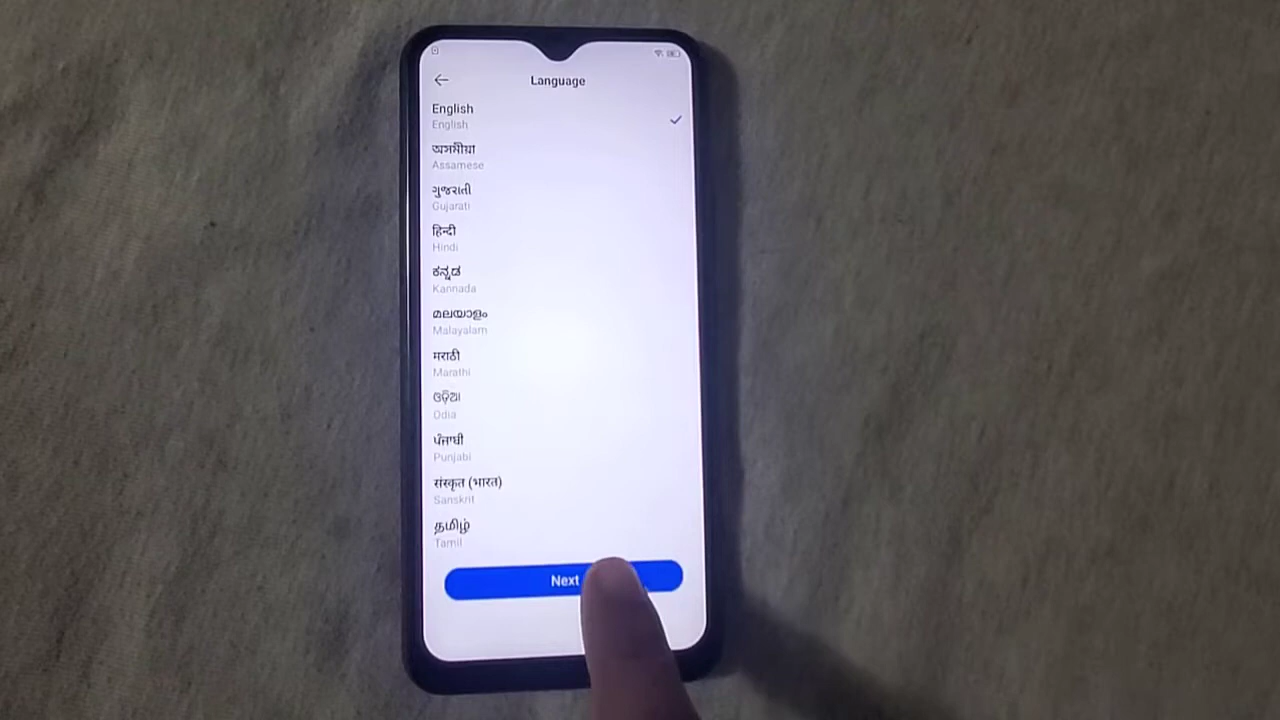 Language
English
English
অসমীয়া
Assamese
ગુજરાતી
Gujarati
हिन्दी
Hindi
ಕನ್ನಡ
Kannada
മലയാളം
Malayalam
मराठी
Marathi
ଓଡ଼ିଆ
Odia
ਪੰਜਾਬੀ
Punjabi
संस्कृत (भारत)
Sanskrit
தமிழ்
Tamil
Next